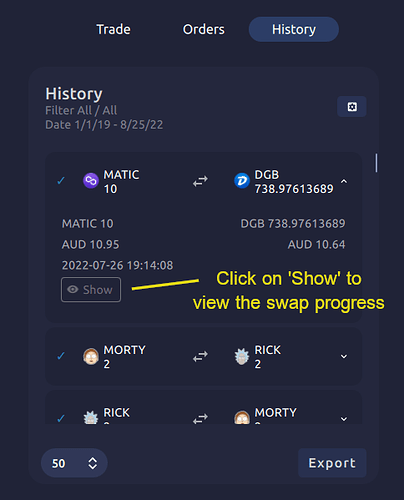 Trade Orders History
History
Filter All / All
Date 1/1/19 - 8/25/22
MATIC DGB
10 738.97613689
MATIC 10 DGB 738.97613689
AUD 10.95 AUD 10.64
2022-07-26 19:14:08
Show
Click on 'Show' to
view the swap progress
MORTY RICK
2 2
RICK MORTY
50 Export